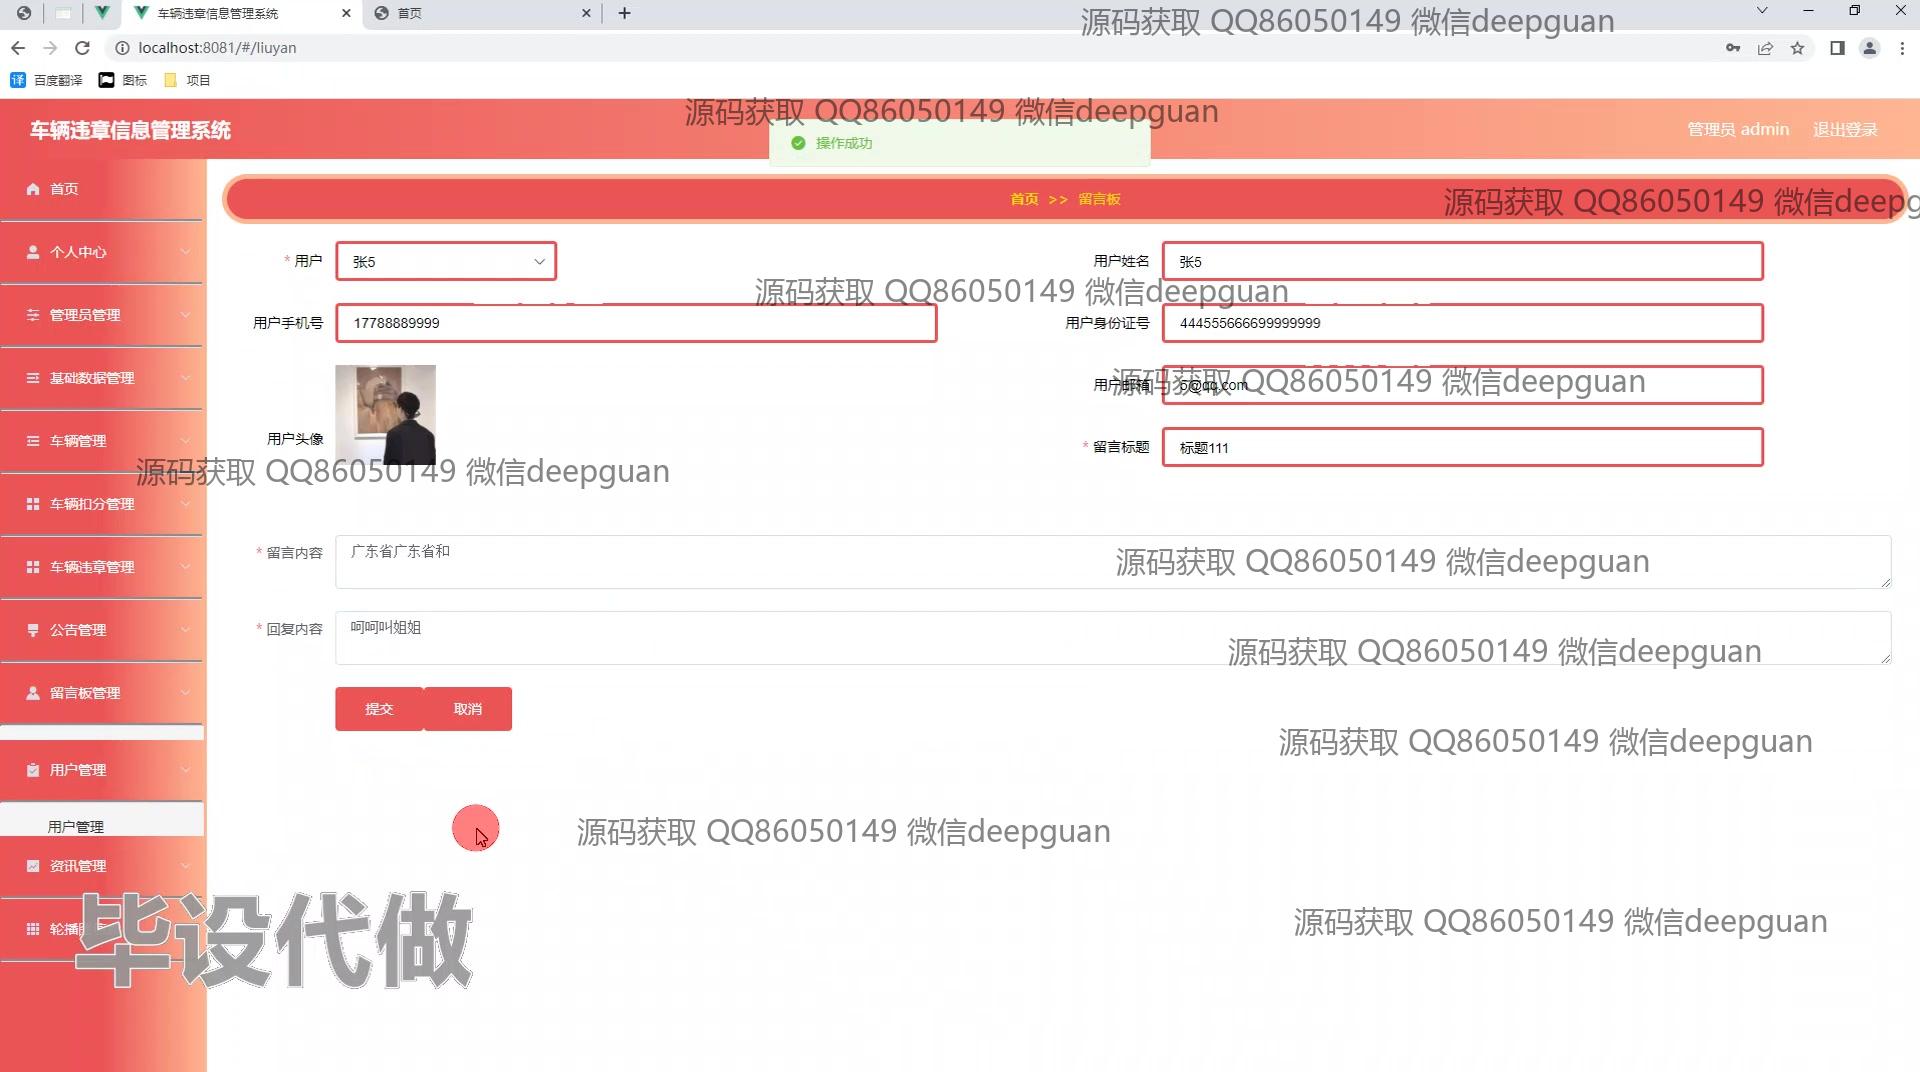 车辆违章信息管理系统
首页
源码获取 QQ86050149 微信deepguan
localhost:8081/#/liuyan
译 百度翻译 图标 项目
源码获取 QQ86050149 微信deepguan
车辆违章信息管理系统
操作成功
管理员 admin 退出登录
首页
首页 >> 留言板
源码获取 QQ86050149 微信deepg
个人中心
* 用户 张5
用户姓名 张5
源码获取 QQ86050149 微信deepguan
管理员管理
用户手机号 17788889999
用户身份证号 444555666699999999
基础数据管理
用户头像
用户邮箱 @qq.com
源码获取 QQ86050149 微信deepguan
车辆管理
* 留言标题 标题111
源码获取 QQ86050149 微信deepguan
车辆扣分管理
* 留言内容 广东省广东省和
源码获取 QQ86050149 微信deepguan
车辆违章管理
公告管理
* 回复内容 呵呵叫姐姐
源码获取 QQ86050149 微信deepguan
留言板管理
提交 取消
源码获取 QQ86050149 微信deepguan
用户管理
用户管理
源码获取 QQ86050149 微信deepguan
资讯管理
轮播
毕设代做
源码获取 QQ86050149 微信deepguan